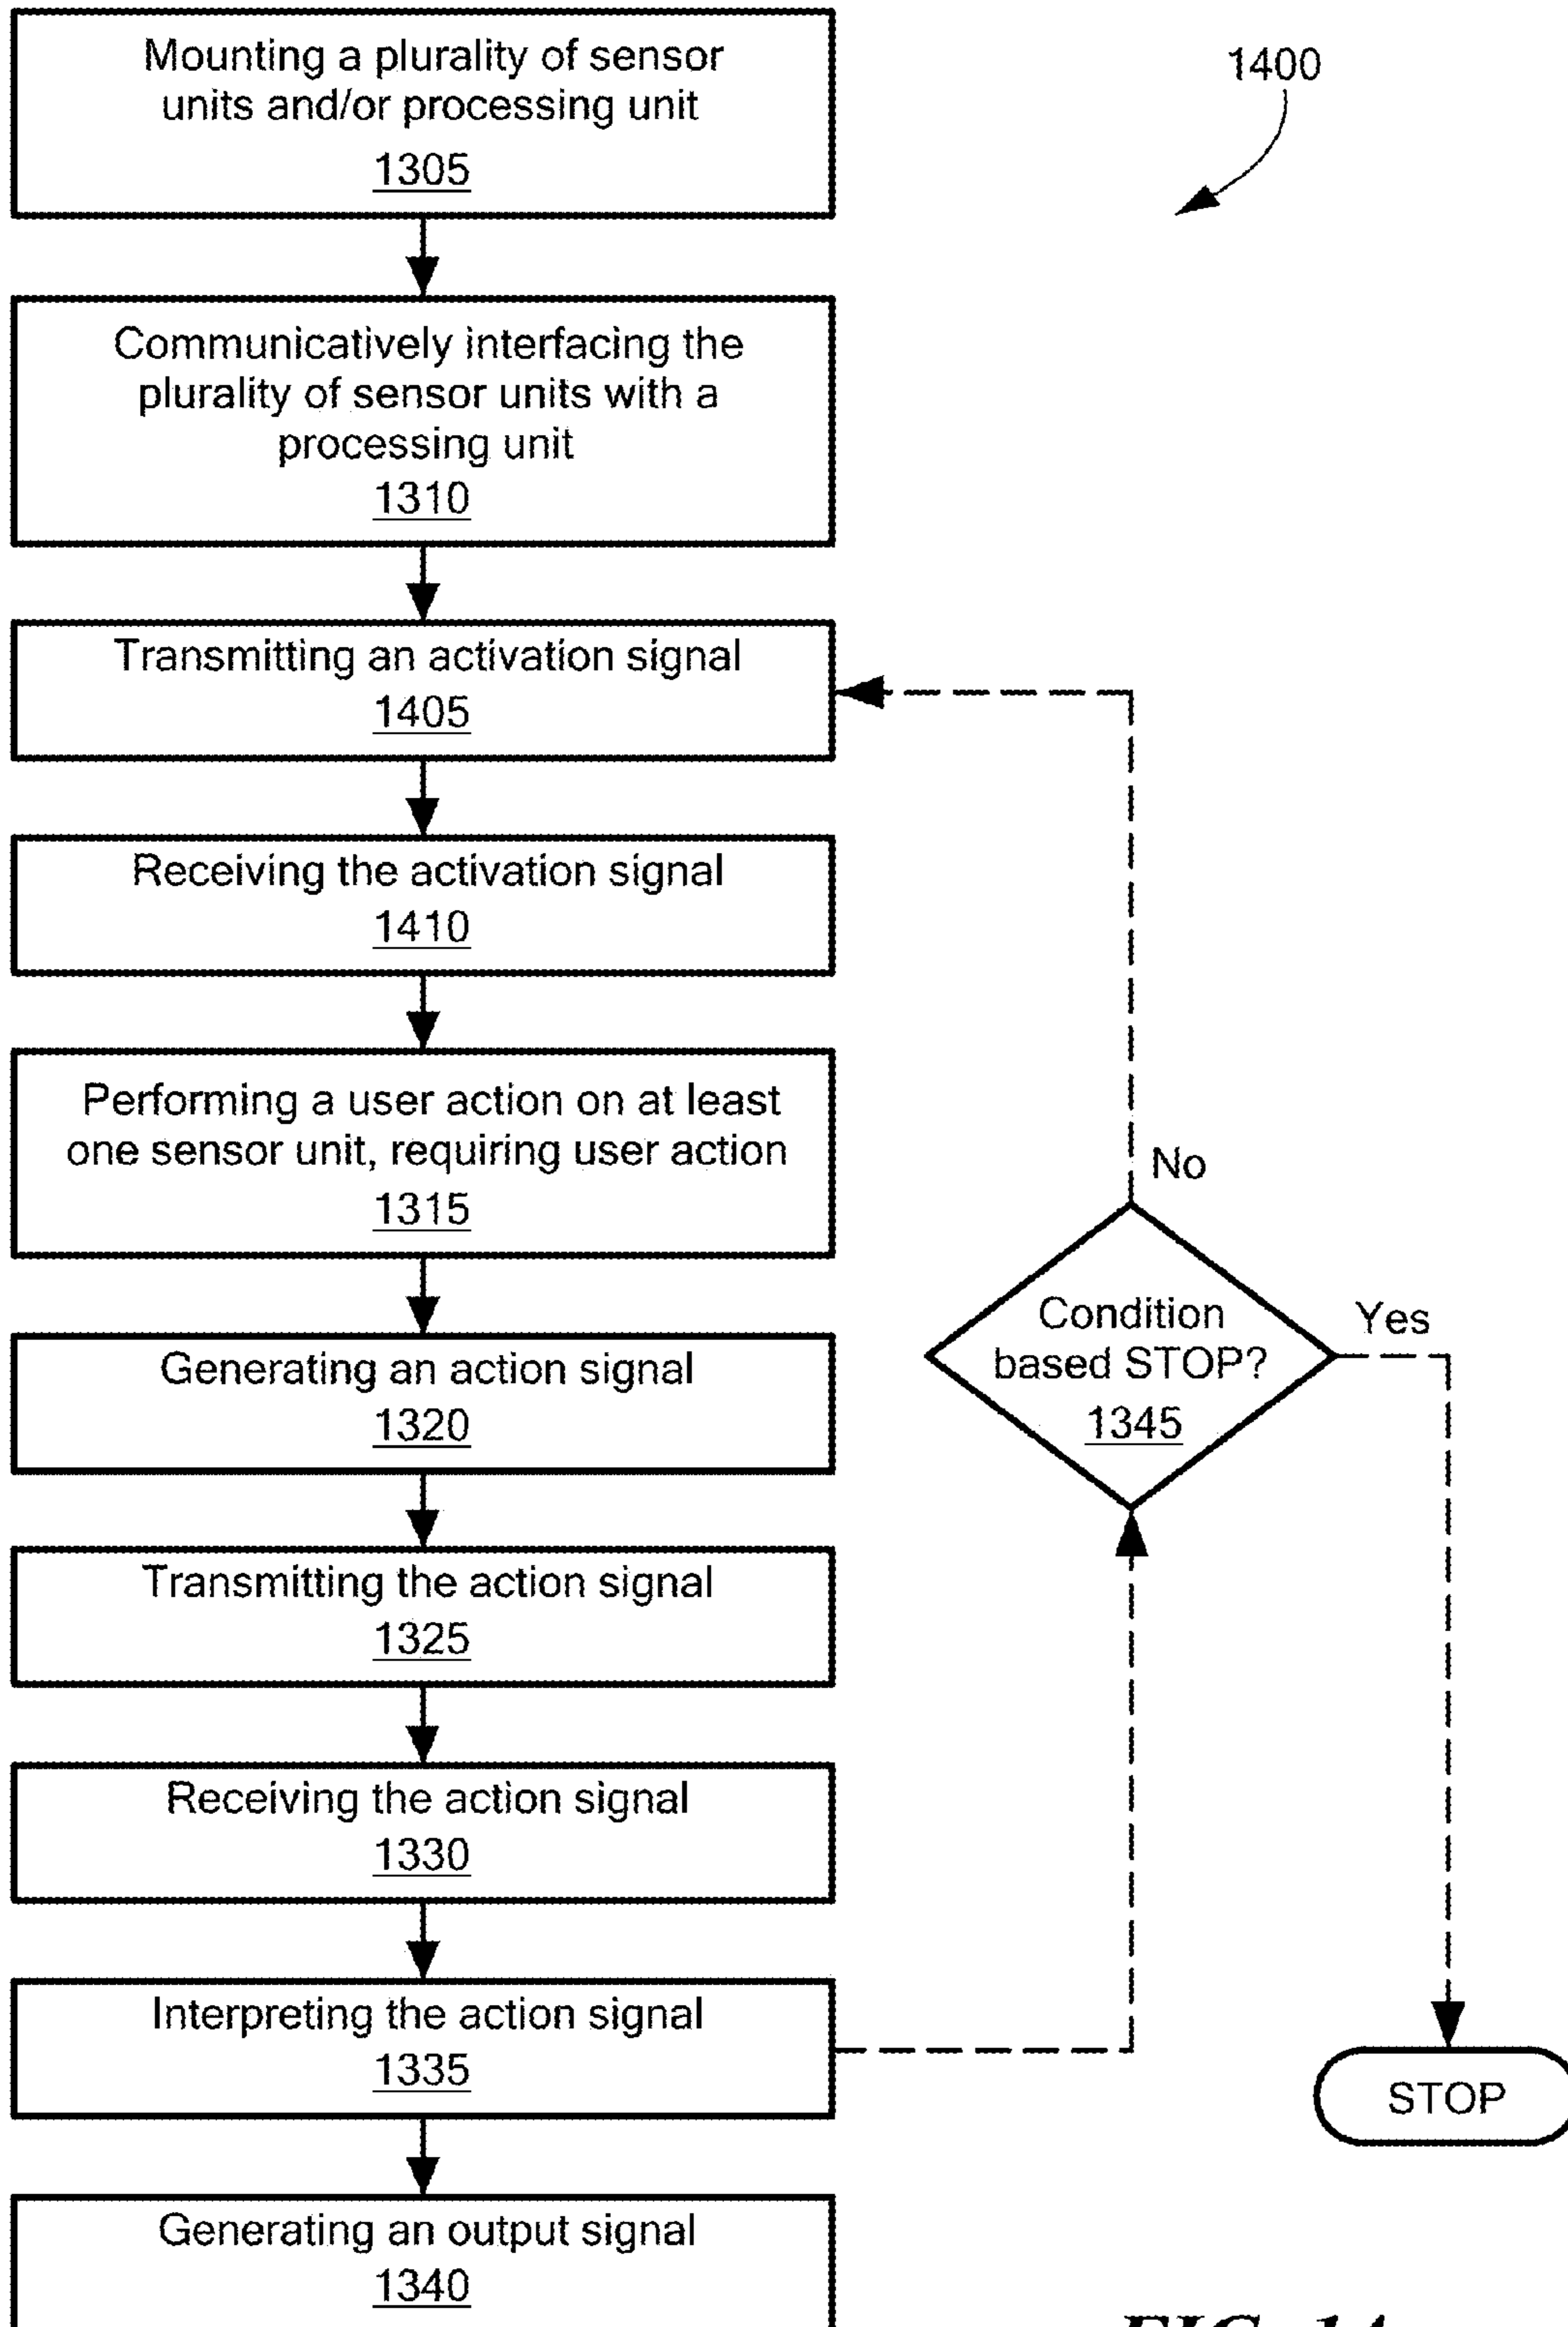 Mounting a plurality of sensor
units and/or processing unit
1305
1400
Communicatively interfacing the
plurality of sensor units with a
processing unit
1310
Transmitting an activation signal
1405
Receiving the activation signal
1410
Performing a user action on at least
one sensor unit, requiring user action
1315
No
Condition
based STOP?
1345
Yes
Generating an action signal
1320
Transmitting the action signal
1325
Receiving the action signal
1330
Interpreting the action signal
1335
STOP
Generating an output signal
1340